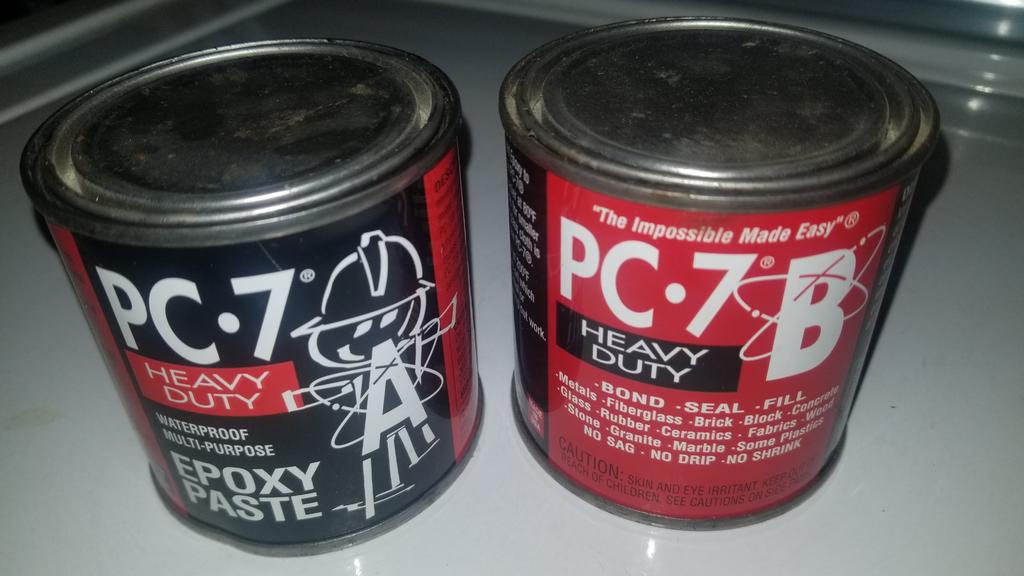 PC·7®
HEAVY
DUTY
WATERPROOF
MULTI-PURPOSE
EPOXY
PASTE
A
"The Impossible Made Easy"®
PC·7® B
HEAVY
DUTY
·BOND ·SEAL ·FILL
·Metals ·Fiberglass ·Brick ·Block ·Concrete
·Glass ·Rubber ·Ceramics ·Fabrics ·Wood
·Stone ·Granite ·Marble ·Some Plastics
NO SAG ·NO DRIP ·NO SHRINK
CAUTION: SKIN AND EYE IRRITANT. KEEP OUT
REACH OF CHILDREN. SEE CAUTIONS ON SIDE